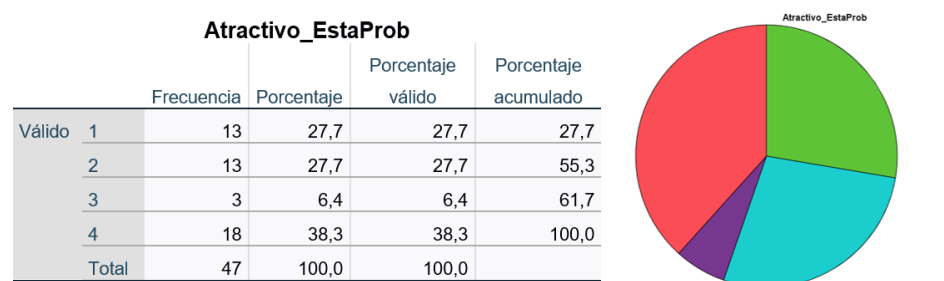 Atractivo_EstaProb
Frecuencia Porcentaje Porcentaje válido Porcentaje acumulado
Válido 1 13 27,7 27,7 27,7
2 13 27,7 27,7 55,3
3 3 6,4 6,4 61,7
4 18 38,3 38,3 100,0
Total 47 100,0 100,0
Atractivo_EstaProb